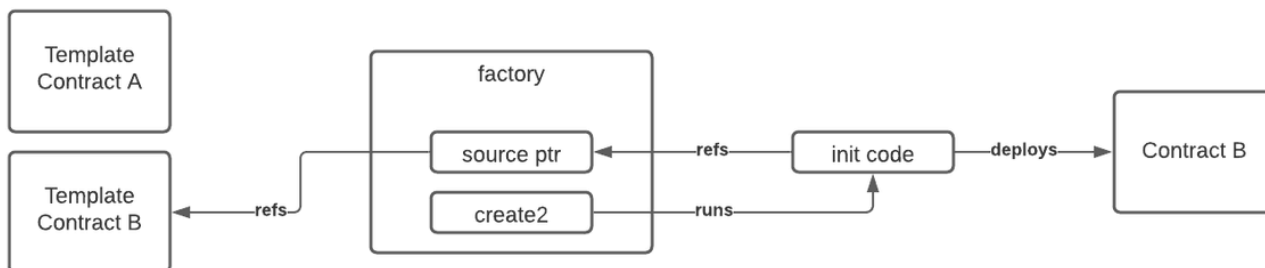 Template
Contract A
factory
source ptr
refs
init code
deploys
Contract B
Template
Contract B
refs
create2
runs